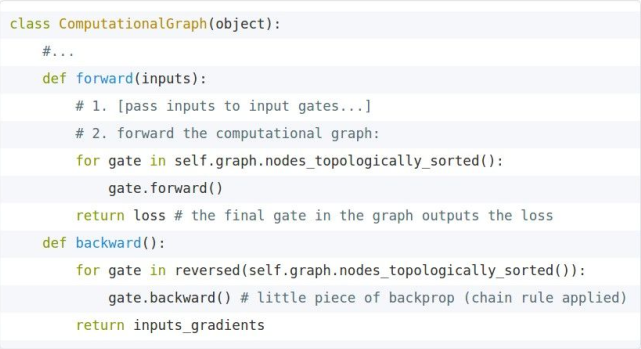 class ComputationalGraph(object):
    #...
    def forward(inputs):
        # 1. [pass inputs to input gates...]
        # 2. forward the computational graph:
        for gate in self.graph.nodes_topologically_sorted():
            gate.forward()
        return loss # the final gate in the graph outputs the loss
    def backward():
        for gate in reversed(self.graph.nodes_topologically_sorted()):
            gate.backward() # little piece of backprop (chain rule applied)
        return inputs_gradients